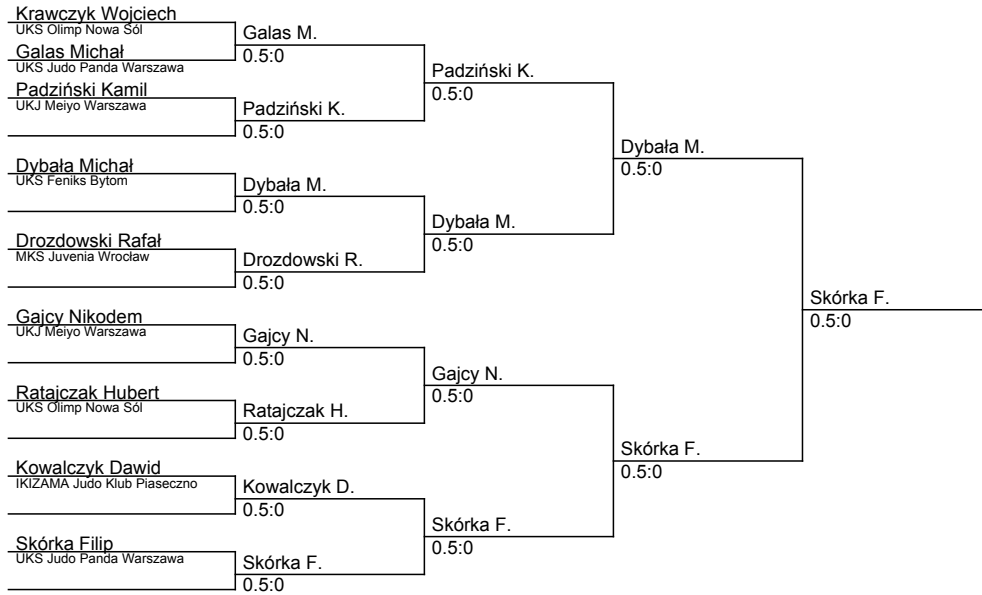 Krawczyk Wojciech
UKS Olimp Nowa Sól
Galas Michał
UKS Judo Panda Warszawa
Padziński Kamil
UKJ Meiyo Warszawa
Dybała Michał
UKS Feniks Bytom
Drozdowski Rafał
MKS Juvenia Wrocław
Gajcy Nikodem
UKJ Meiyo Warszawa
Ratajczak Hubert
UKS Olimp Nowa Sól
Kowalczyk Dawid
IKIZAMA Judo Klub Piaseczno
Skórka Filip
UKS Judo Panda Warszawa
Galas M.
0.5:0
Padziński K.
0.5:0
Dybała M.
0.5:0
Drozdowski R.
0.5:0
Gajcy N.
0.5:0
Ratajczak H.
0.5:0
Kowalczyk D.
0.5:0
Skórka F.
0.5:0
Padziński K.
0.5:0
Dybała M.
0.5:0
Gajcy N.
0.5:0
Skórka F.
0.5:0
Dybała M.
0.5:0
Skórka F.
0.5:0
Skórka F.
0.5:0